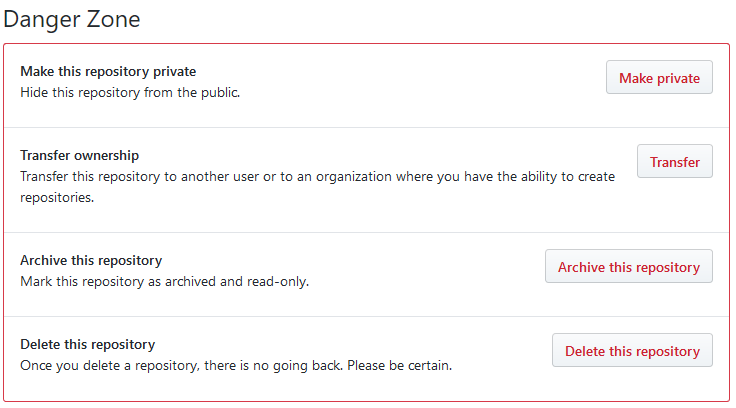 Danger Zone
Make this repository private
Hide this repository from the public.
Make private
Transfer ownership
Transfer this repository to another user or to an organization where you have the ability to create
repositories.
Transfer
Archive this repository
Mark this repository as archived and read-only.
Archive this repository
Delete this repository
Once you delete a repository, there is no going back. Please be certain.
Delete this repository